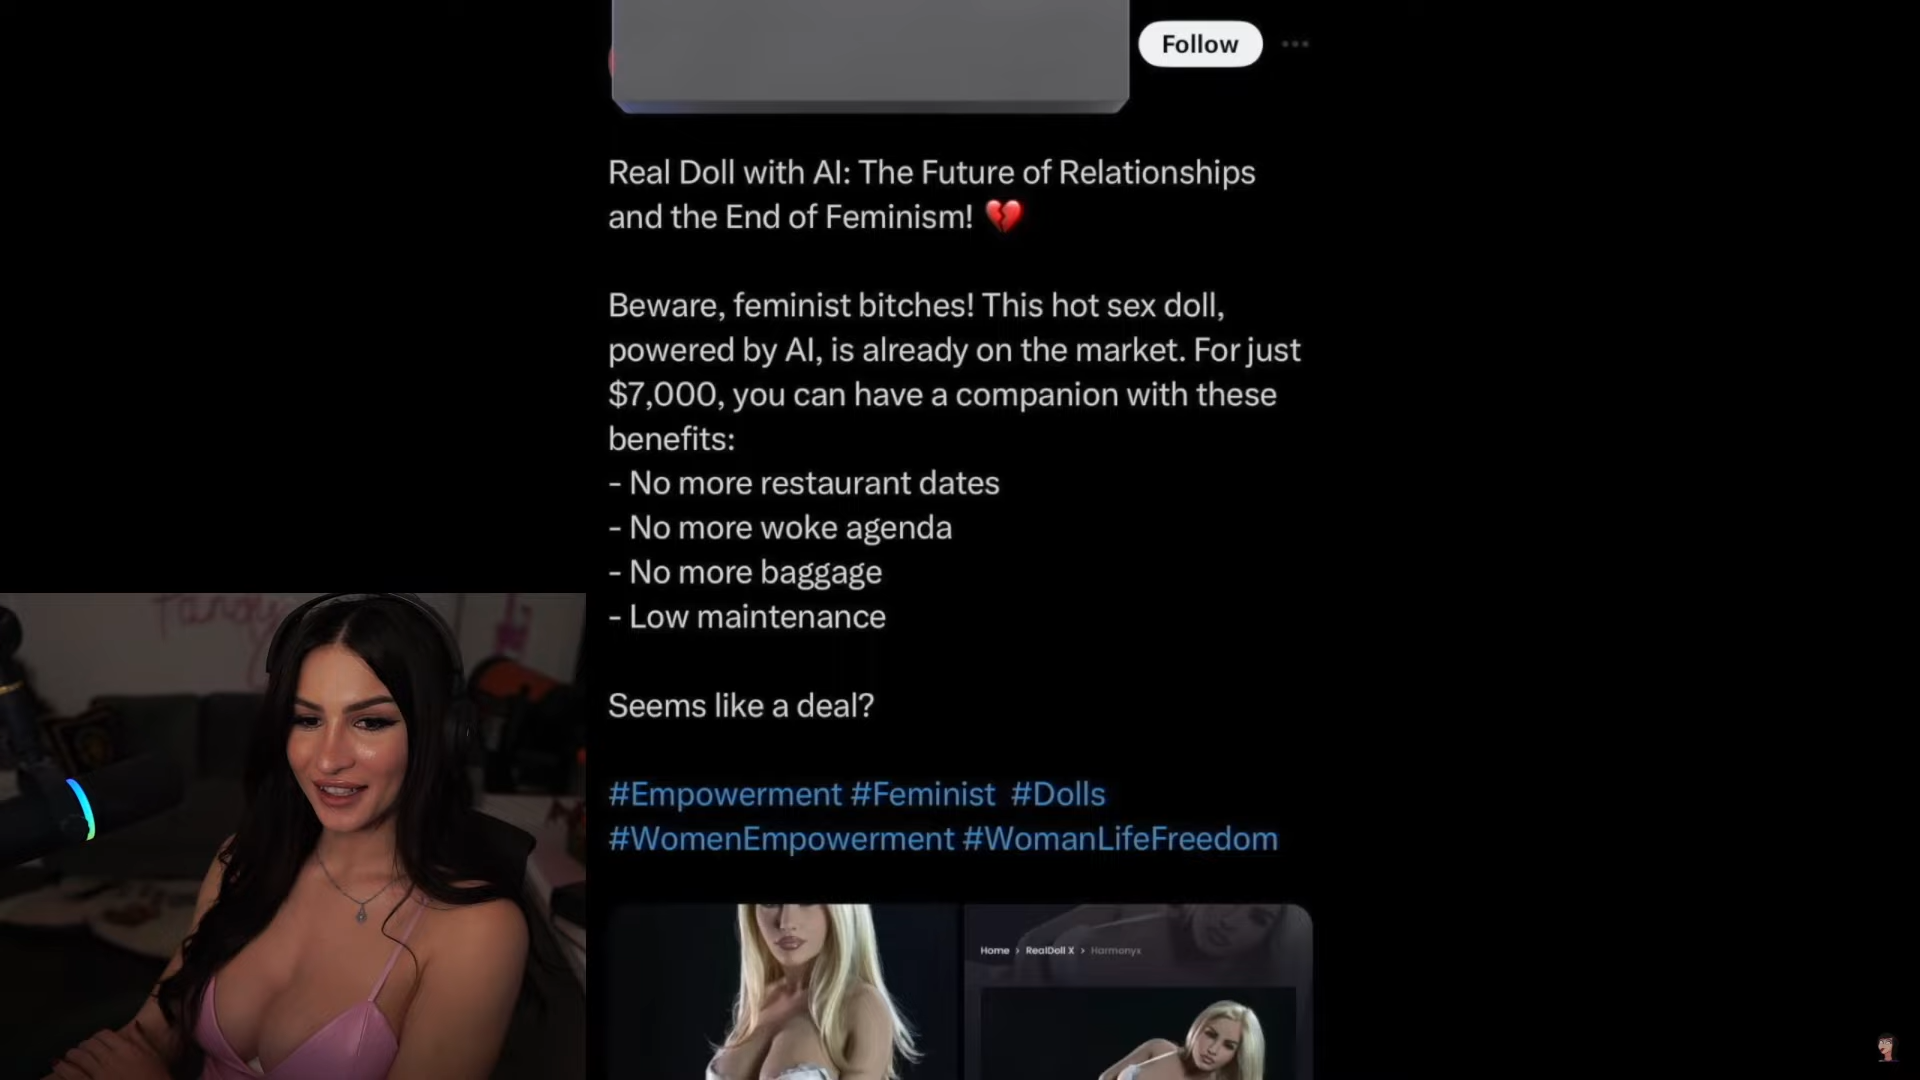 Follow
Real Doll with AI: The Future of Relationships
and the End of Feminism! 💔
Beware, feminist bitches! This hot sex doll,
powered by AI, is already on the market. For just
$7,000, you can have a companion with these
benefits:
- No more restaurant dates
- No more woke agenda
- No more baggage
- Low maintenance
Seems like a deal?
#Empowerment #Feminist #Dolls
#WomenEmpowerment #WomanLifeFreedom
Home > RealDoll X > Harmonyx